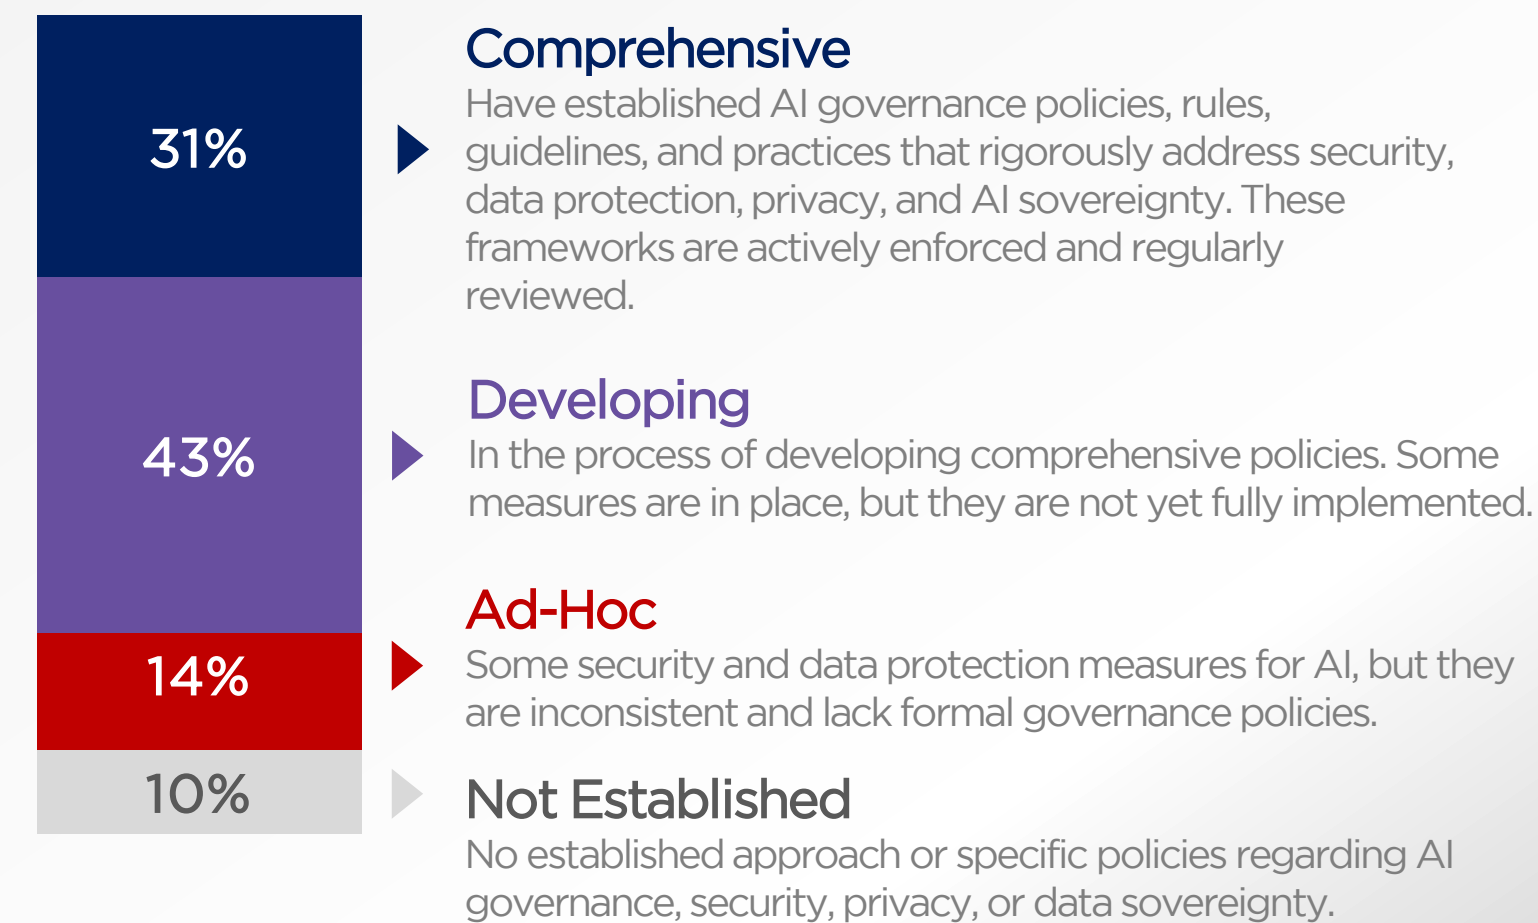 31%
Comprehensive
Have established AI governance policies, rules,
guidelines, and practices that rigorously address security,
data protection, privacy, and AI sovereignty. These
frameworks are actively enforced and regularly
reviewed.
43%
Developing
In the process of developing comprehensive policies. Some
measures are in place, but they are not yet fully implemented.
14%
Ad-Hoc
Some security and data protection measures for AI, but they
are inconsistent and lack formal governance policies.
10%
Not Established
No established approach or specific policies regarding AI
governance, security, privacy, or data sovereignty.